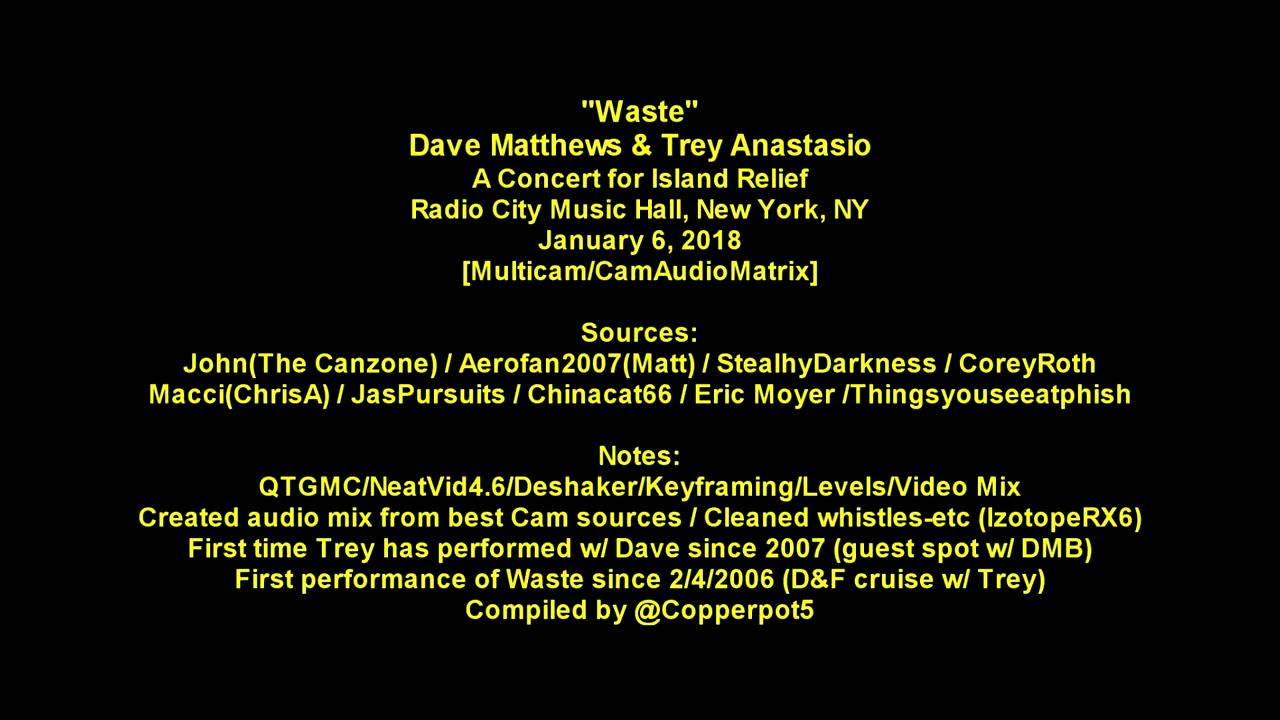 "Waste"
Dave Matthews & Trey Anastasio
A Concert for Island Relief
Radio City Music Hall, New York, NY
January 6, 2018
[Multicam/CamAudioMatrix]
Sources:
John(The Canzone) / Aerofan2007(Matt) / StealhyDarkness / CoreyRoth
Macci(ChrisA) / JasPursuits / Chinacat66 / Eric Moyer /Thingsyouseeatphish
Notes:
QTGMC/NeatVid4.6/Deshaker/Keyframing/Levels/Video Mix
Created audio mix from best Cam sources / Cleaned whistles-etc (IzotopeRX6)
First time Trey has performed w/ Dave since 2007 (guest spot w/ DMB)
First performance of Waste since 2/4/2006 (D&F cruise w/ Trey)
Compiled by @Copperpot5